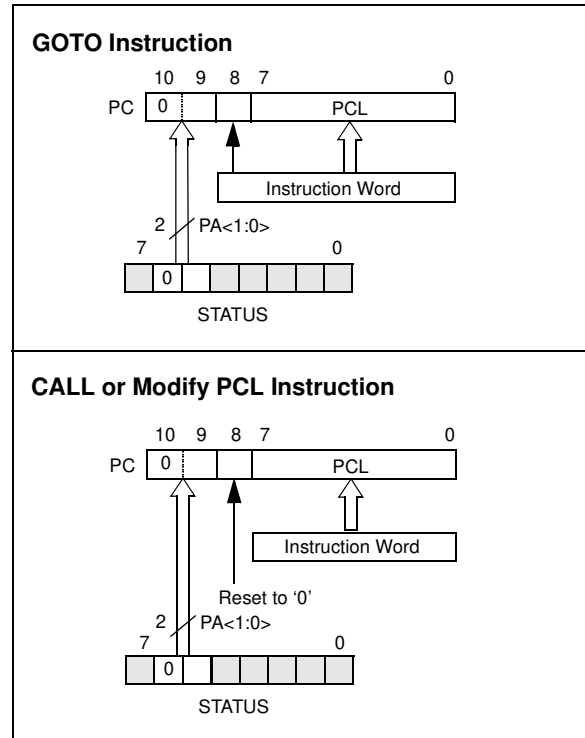 GOTO Instruction
10 9 8 7 0
PC 0 PCL
Instruction Word
2 PA<1:0>
7 0
0
STATUS
CALL or Modify PCL Instruction
10 9 8 7 0
PC 0 PCL
Instruction Word
Reset to ‘0’
2 PA<1:0>
7 0
0
STATUS